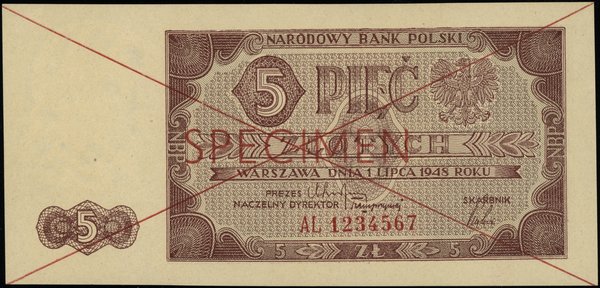 NARODOWY BANK POLSKI
5 PIĘĆ
ZŁOTYCH
SPECIMEN
NBP
NBP
WARSZAWA DNIA 1 LIPCA 1948 ROKU
PREZES
NACZELNY DYREKTOR
SKARBNIK
AL 1234567
5
5 ZŁ 5